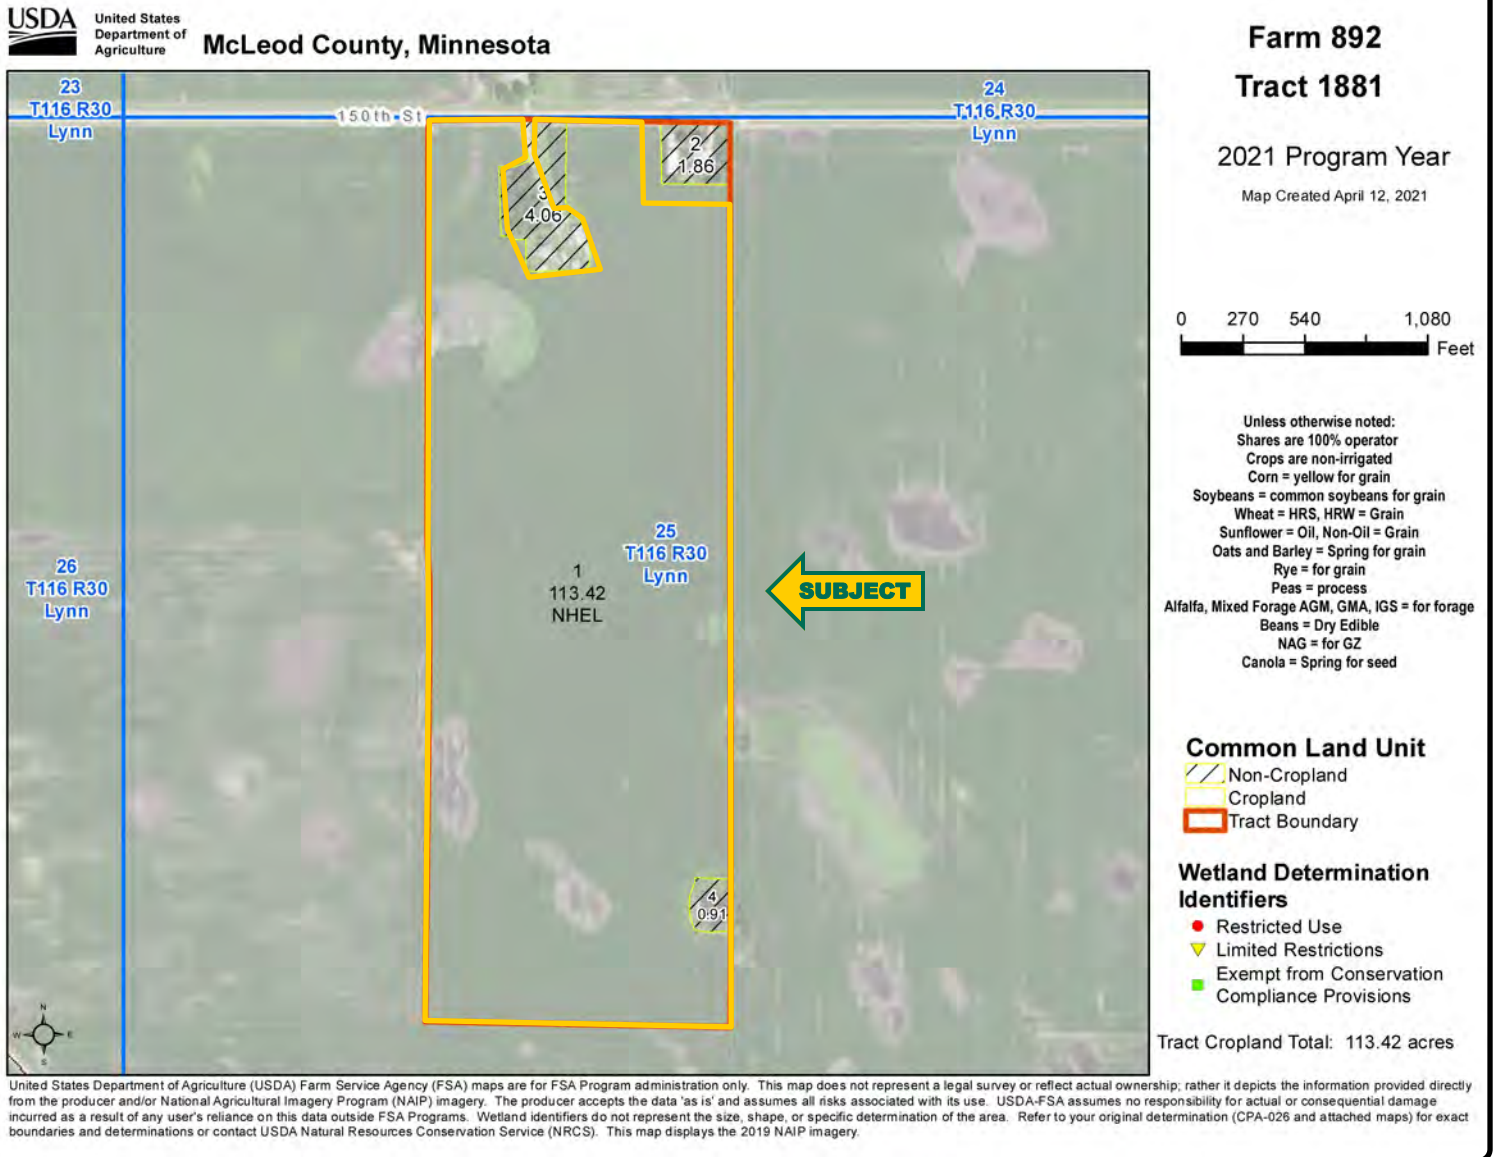 USDA
United States
Department of
Agriculture
McLeod County, Minnesota
Farm 892
Tract 1881
2021 Program Year
Map Created April 12, 2021
23
T116 R30
Lynn
150th St
24
T116 R30
Lynn
2
1.86
3
4.06
25
T116 R30
Lynn
26
T116 R30
Lynn
1
113.42
NHEL
SUBJECT
4
0.91
N
W E
S
0 270 540 1,080
Feet
Unless otherwise noted:
Shares are 100% operator
Crops are non-irrigated
Corn = yellow for grain
Soybeans = common soybeans for grain
Wheat = HRS, HRW = Grain
Sunflower = Oil, Non-Oil = Grain
Oats and Barley = Spring for grain
Rye = for grain
Peas = process
Alfalfa, Mixed Forage AGM, GMA, IGS = for forage
Beans = Dry Edible
NAG = for GZ
Canola = Spring for seed
Common Land Unit
Non-Cropland
Cropland
Tract Boundary
Wetland Determination
Identifiers
Restricted Use
Limited Restrictions
Exempt from Conservation
Compliance Provisions
Tract Cropland Total: 113.42 acres
United States Department of Agriculture (USDA) Farm Service Agency (FSA) maps are for FSA Program administration only. This map does not represent a legal survey or reflect actual ownership; rather it depicts the information provided directly
from the producer and/or National Agricultural Imagery Program (NAIP) imagery. The producer accepts the data 'as is' and assumes all risks associated with its use. USDA-FSA assumes no responsibility for actual or consequential damage
incurred as a result of any user's reliance on this data outside FSA Programs. Wetland identifiers do not represent the size, shape, or specific determination of the area. Refer to your original determination (CPA-026 and attached maps) for exact
boundaries and determinations or contact USDA Natural Resources Conservation Service (NRCS). This map displays the 2019 NAIP imagery.